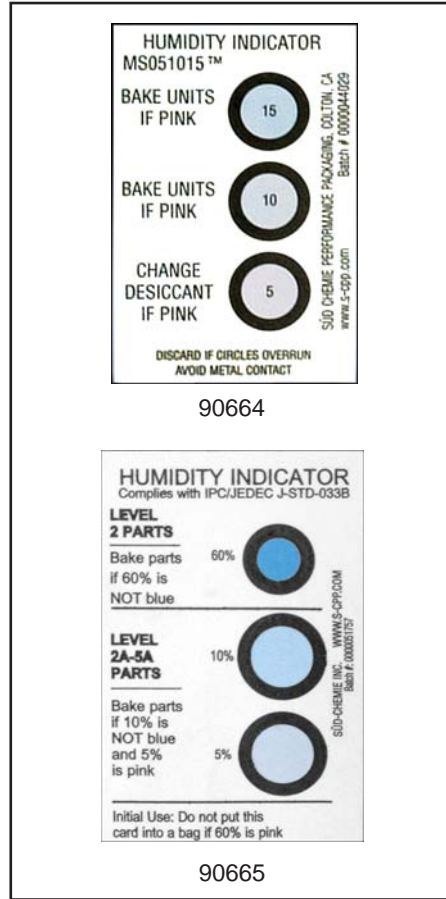 HUMIDITY INDICATOR
MS051015™
BAKE UNITS
IF PINK
15
BAKE UNITS
IF PINK
10
CHANGE
DESICCANT
IF PINK
5
SÜD CHEMIE PERFORMANCE PACKAGING, COLTON, CA
www.s-cpp.com Batch # 0000044029
DISCARD IF CIRCLES OVERRUN
AVOID METAL CONTACT
90664
HUMIDITY INDICATOR
Complies with IPC/JEDEC J-STD-033B
LEVEL
2 PARTS
Bake parts
if 60% is
NOT blue
60%
LEVEL
2A-5A
PARTS
10%
Bake parts
if 10% is
NOT blue
and 5%
is pink
5%
SÜD-CHEMIE INC. WWW.S-CPP.COM
Batch #: 0000051757
Initial Use: Do not put this
card into a bag if 60% is pink
90665